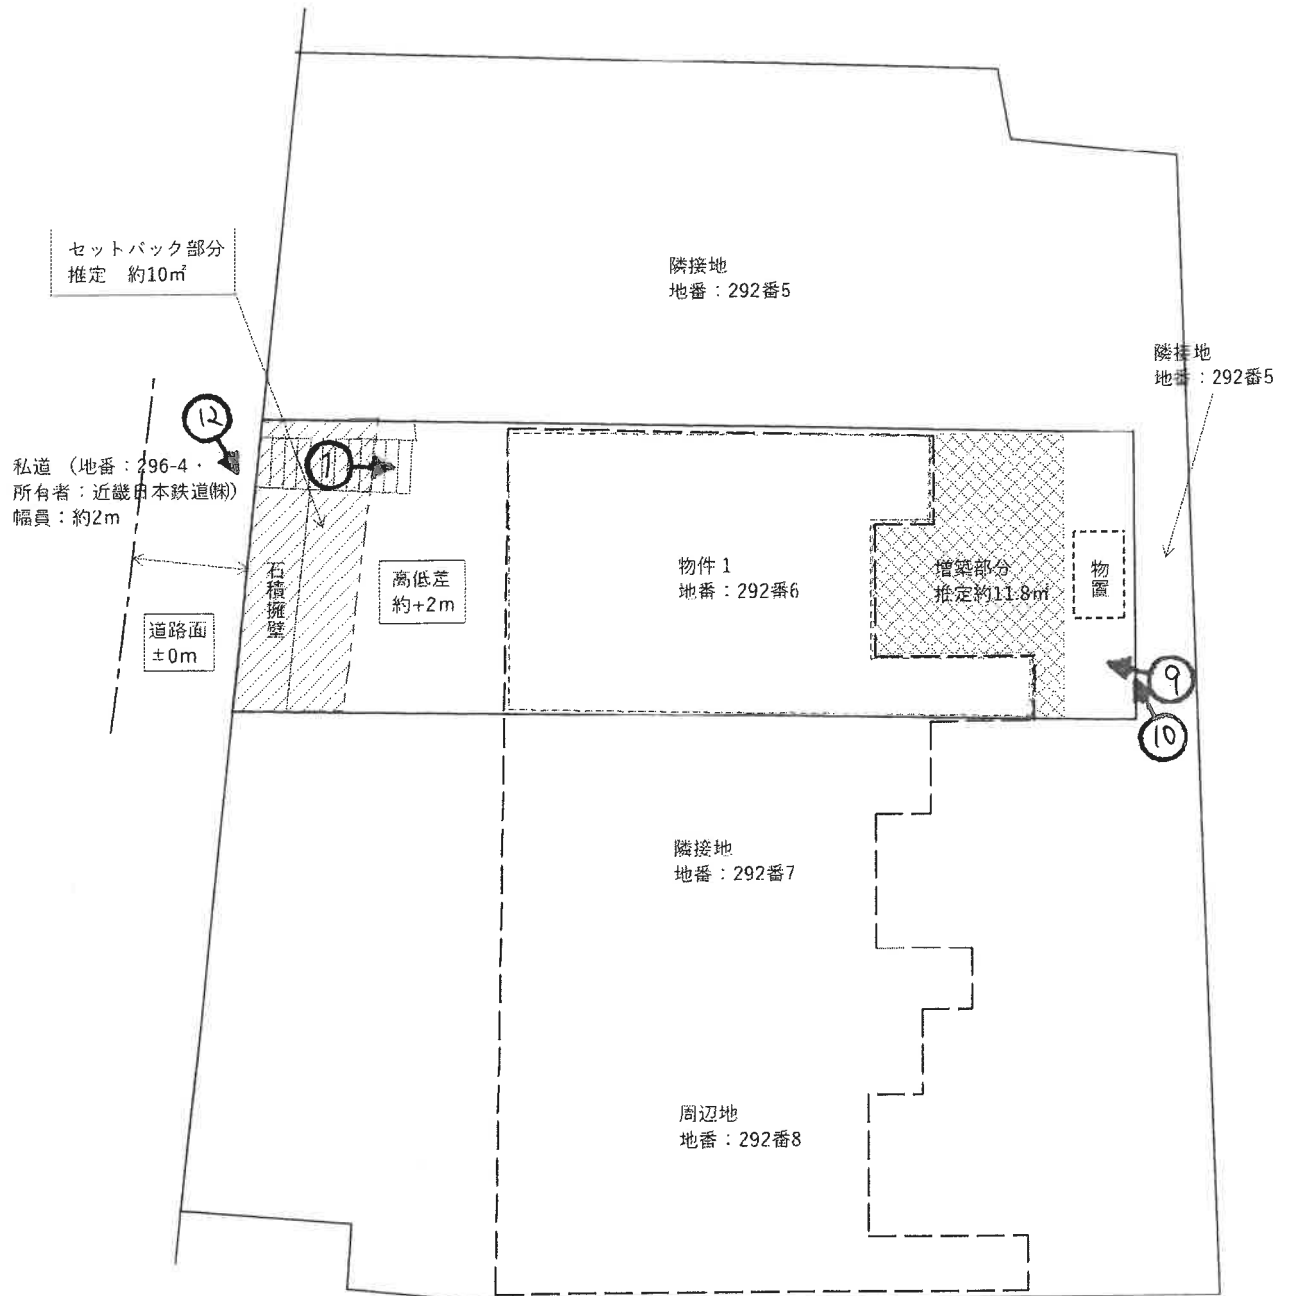 セットバック部分
推定 約10㎡
隣接地
地番：292番5
隣接地
地番：292番5
⑫
私道 （地番：296-4・
所有者：近畿日本鉄道㈱）
幅員：約2m
①
石積擁壁
高低差
約+2m
道路面
±0m
物件 1
地番：292番6
増築部分
推定約11.8㎡
物置
⑨
⑩
隣接地
地番：292番7
周辺地
地番：292番8